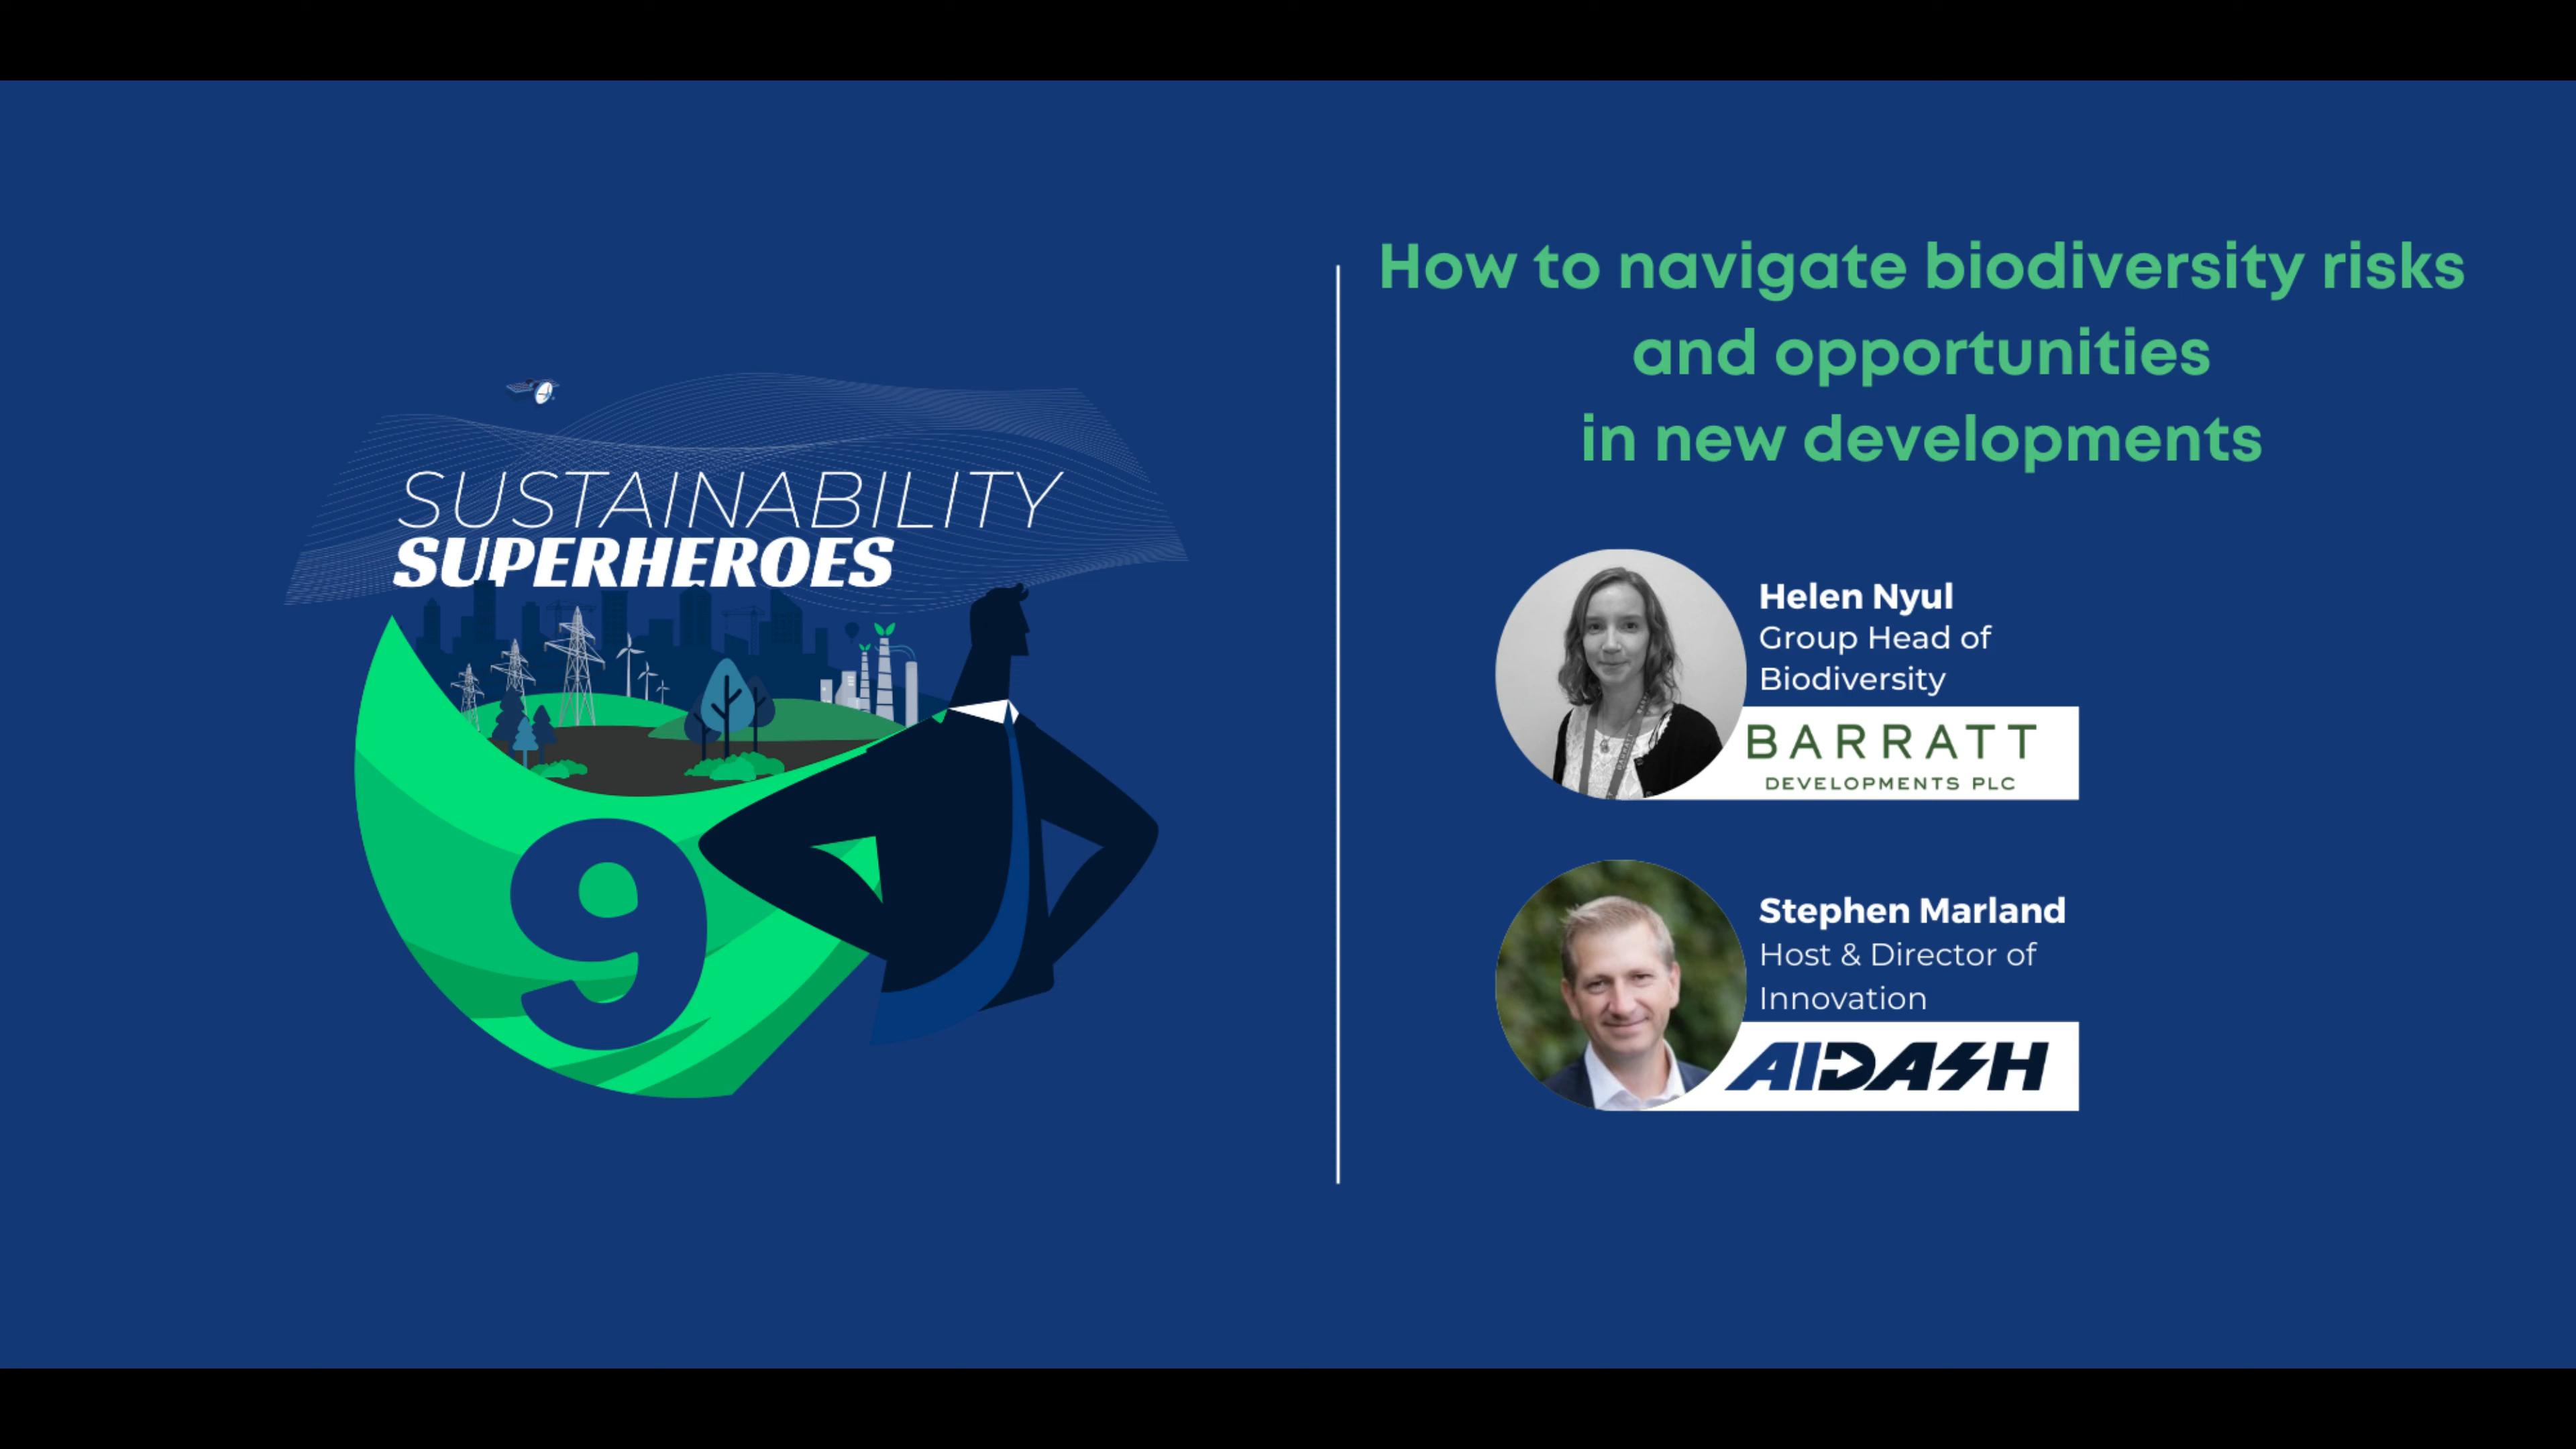 SUSTAINABILITY
SUPERHEROES
9
How to navigate biodiversity risks
and opportunities
in new developments
Helen Nyul
Group Head of
Biodiversity
BARRATT
DEVELOPMENTS PLC
Stephen Marland
Host & Director of
Innovation
AIDASH